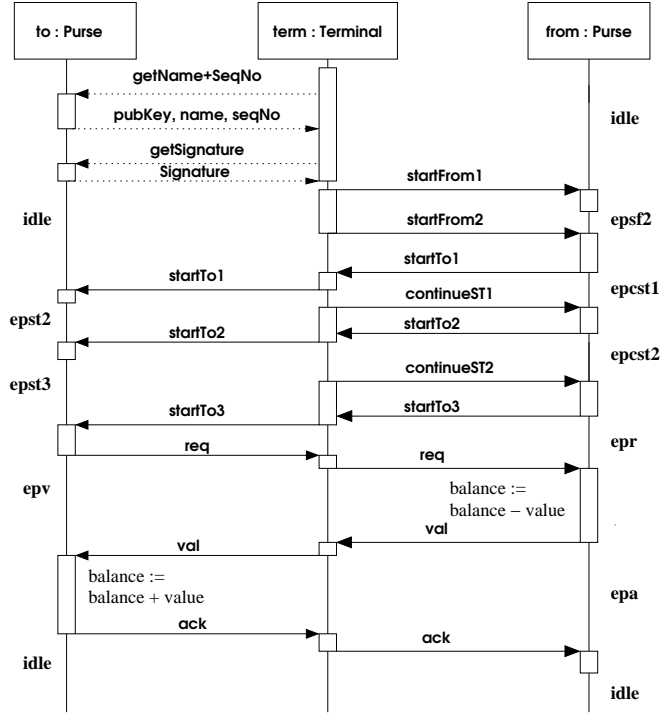 to : Purse
term : Terminal
from : Purse
getName+SeqNo
pubKey, name, seqNo
idle
getSignature
Signature
startFrom1
idle
startFrom2
epsf2
startTo1
startTo1
continueST1
epcst1
epst2
startTo2
startTo2
epcst2
continueST2
epst3
startTo3
startTo3
req
epr
req
epv
balance :=
balance − value
val
val
balance :=
balance + value
epa
ack
ack
idle
idle